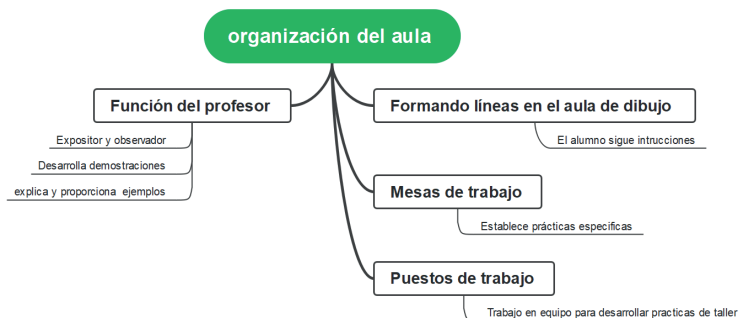 organización del aula
Función del profesor
Expositor y observador
Desarrolla demostraciones
explica y proporciona ejemplos
Formando líneas en el aula de dibujo
El alumno sigue intrucciones
Mesas de trabajo
Establece prácticas especificas
Puestos de trabajo
Trabajo en equipo para desarrollar practicas de taller